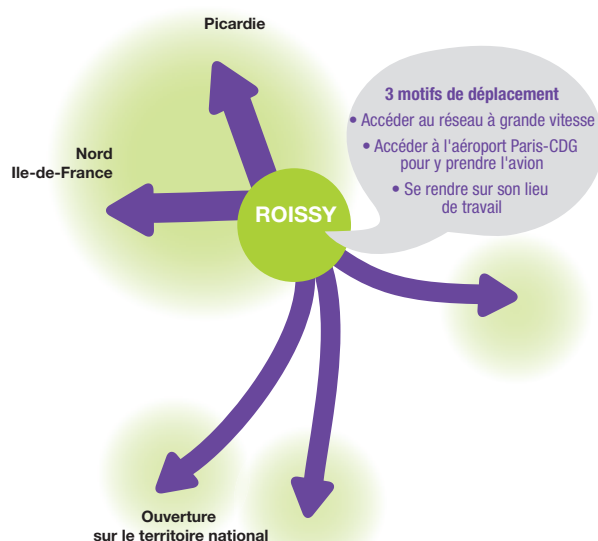 Picardie
3 motifs de déplacement
• Accéder au réseau à grande vitesse
• Accéder à l'aéroport Paris-CDG
pour y prendre l'avion
• Se rendre sur son lieu
de travail
Nord
Ile-de-France
ROISSY
Ouverture
sur le territoire national